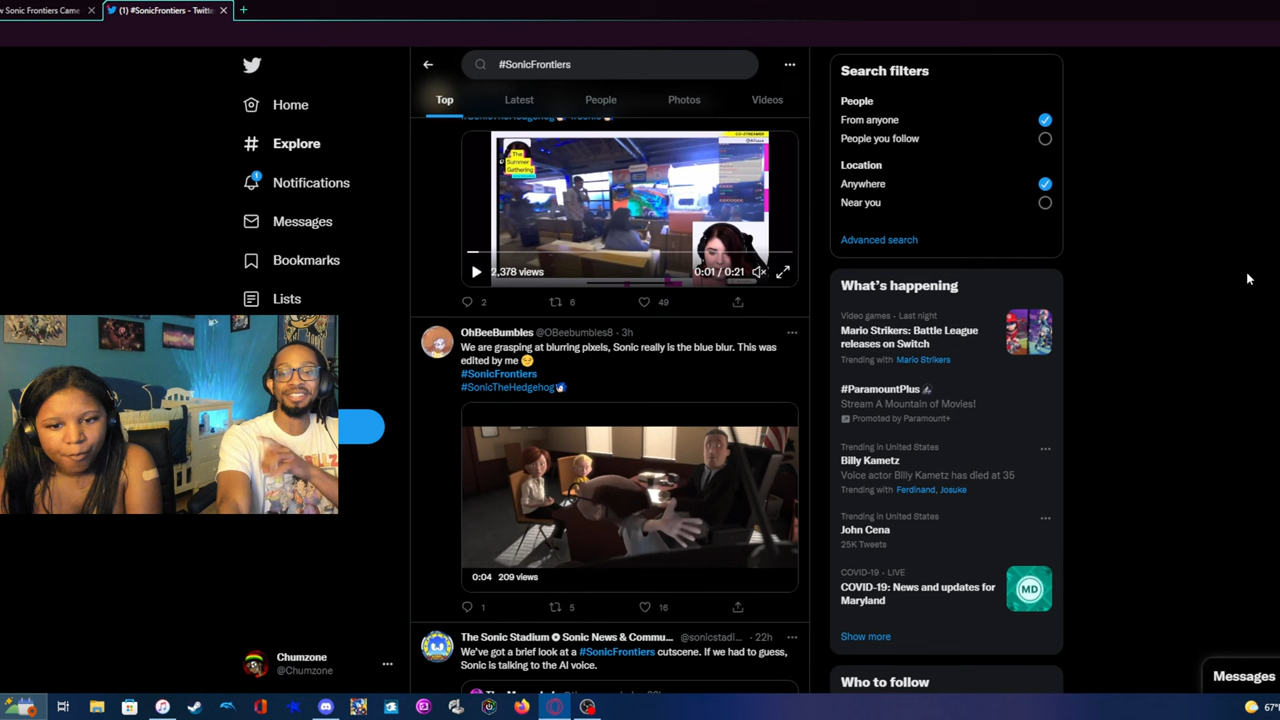 w Sonic Frontiers Came
(1) #SonicFrontiers - Twitte
#SonicFrontiers
Home
Explore
Notifications
1
Messages
Bookmarks
Lists
Chumzone
@Chumzone
Top
Latest
People
Photos
Videos
The
Summer
Gathering
2,378 views
0:01 / 0:21
2
6
49
OhBeeBumbles @OBeebumbles8 · 3h
We are grasping at blurring pixels, Sonic really is the blue blur. This was
edited by me
#SonicFrontiers
#SonicTheHedgehog
0:04 209 views
1
5
16
The Sonic Stadium Sonic News & Commu... @sonicstadi... · 22h
We've got a brief look at a #SonicFrontiers cutscene. If we had to guess,
Sonic is talking to the AI voice.
Search filters
People
From anyone
People you follow
Location
Anywhere
Near you
Advanced search
What's happening
Video games · Last night
Mario Strikers: Battle League
releases on Switch
Trending with Mario Strikers
#ParamountPlus
Stream A Mountain of Movies!
Promoted by Paramount+
Trending in United States
Billy Kametz
Voice actor Billy Kametz has died at 35
Trending with Ferdinand, Josuke
Trending in United States
John Cena
25K Tweets
COVID-19 · LIVE
COVID-19: News and updates for
Maryland
MD
Show more
Who to follow
Messages
67°